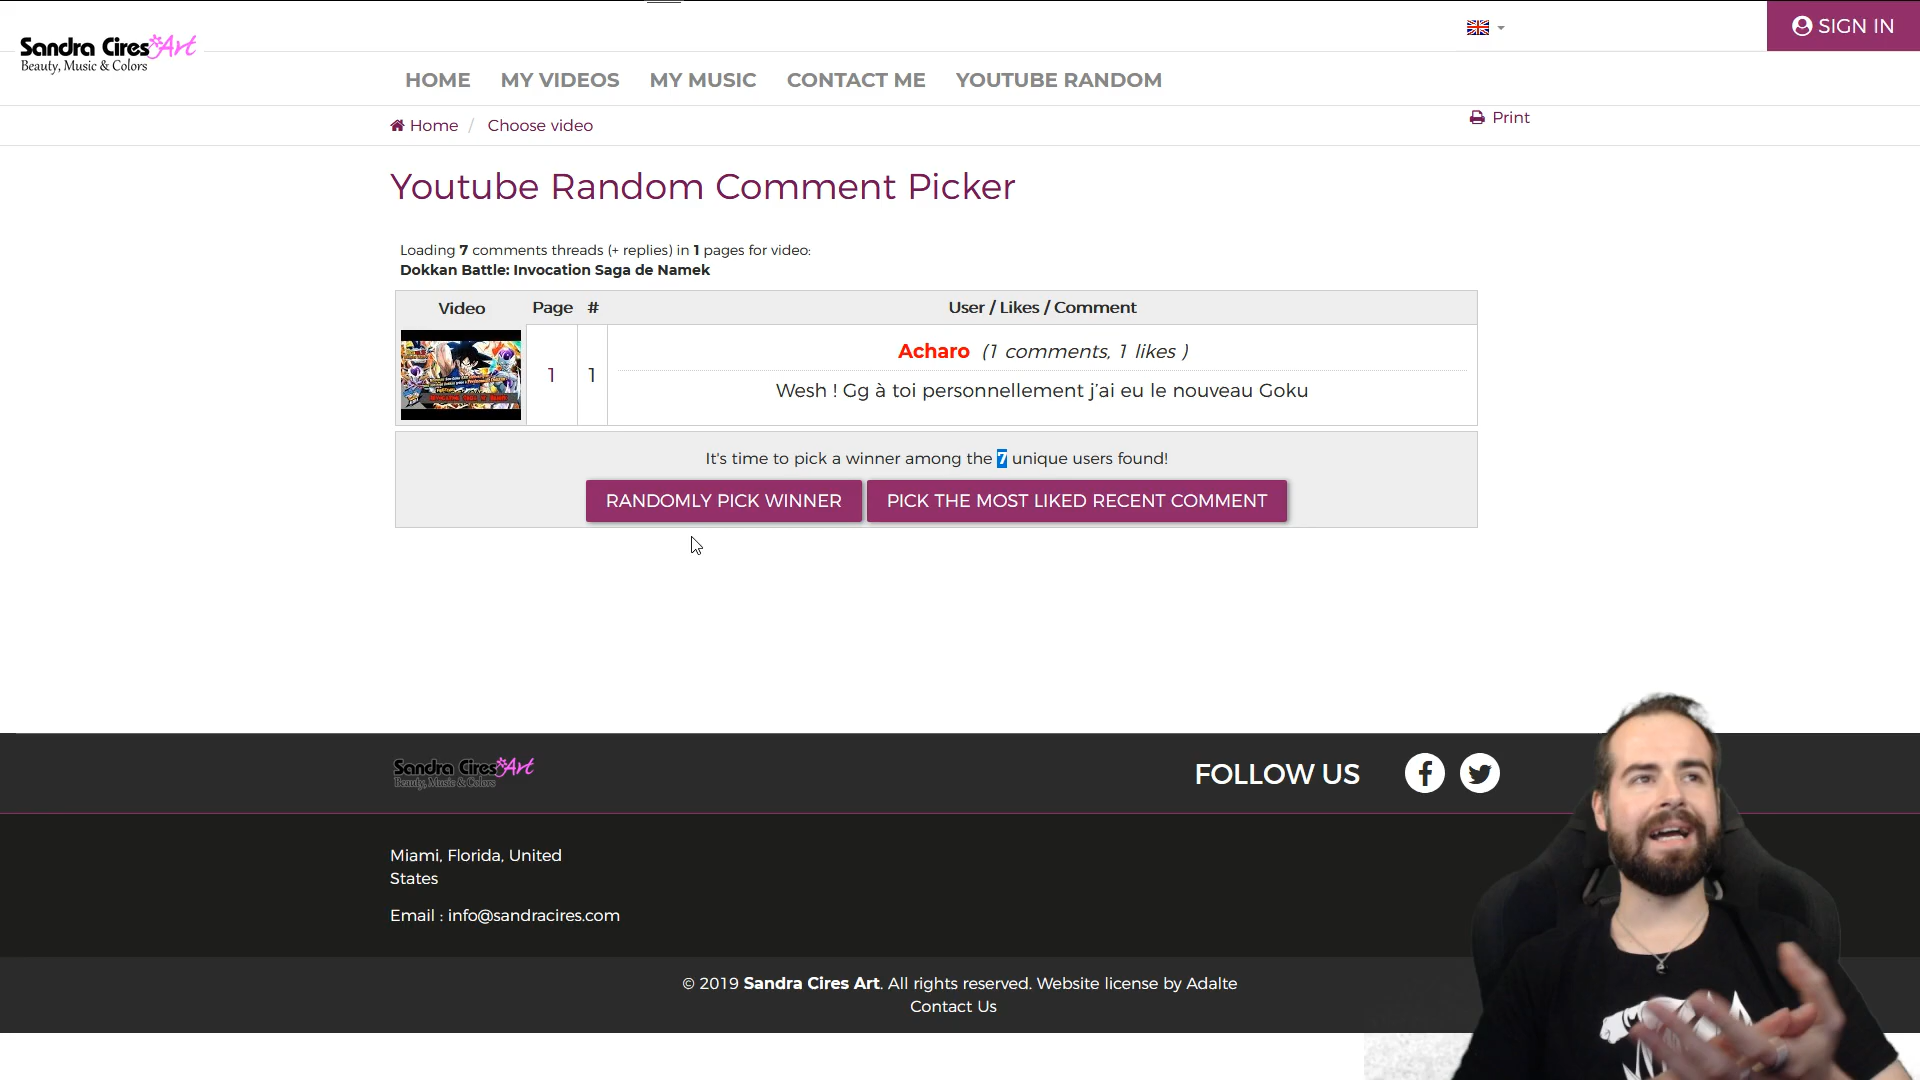 Sandra Cires Art
Beauty, Music & Colors
SIGN IN
HOME MY VIDEOS MY MUSIC CONTACT ME YOUTUBE RANDOM
Home / Choose video
Print
Youtube Random Comment Picker
Loading 7 comments threads (+ replies) in 1 pages for video:
Dokkan Battle: Invocation Saga de Namek
Video Page # User / Likes / Comment
1 1
Acharo (1 comments, 1 likes )
Wesh ! Gg à toi personnellement j'ai eu le nouveau Goku
It's time to pick a winner among the 7 unique users found!
RANDOMLY PICK WINNER PICK THE MOST LIKED RECENT COMMENT
Sandra Cires Art
Beauty, Music & Colors
FOLLOW US
Miami, Florida, United
States
Email : info@sandracires.com
© 2019 Sandra Cires Art. All rights reserved. Website license by Adalte
Contact Us